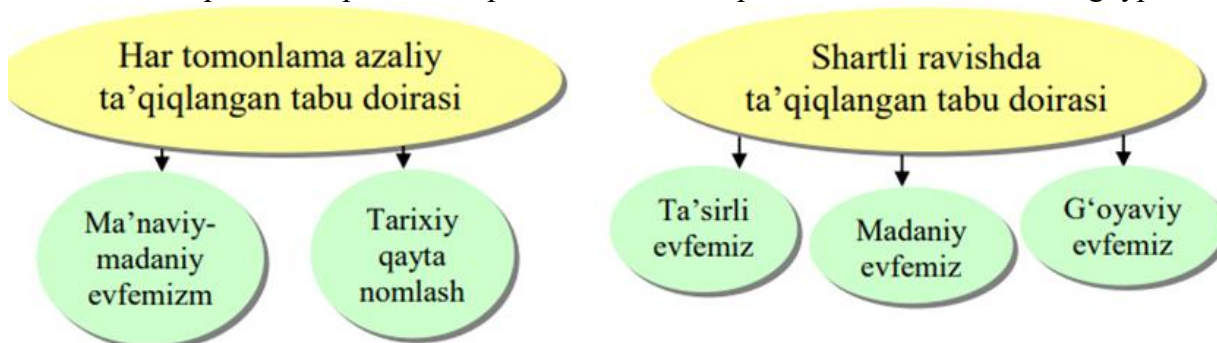 Har tomonlama azaliy
ta’qiqlangan tabu doirasi
Shartli ravishda
ta’qiqlangan tabu doirasi
Ma’naviy-
madaniy
evfemizm
Tarixiy
qayta
nomlash
Ta’sirli
evfemiz
Madaniy
evfemiz
G‘oyaviy
evfemiz